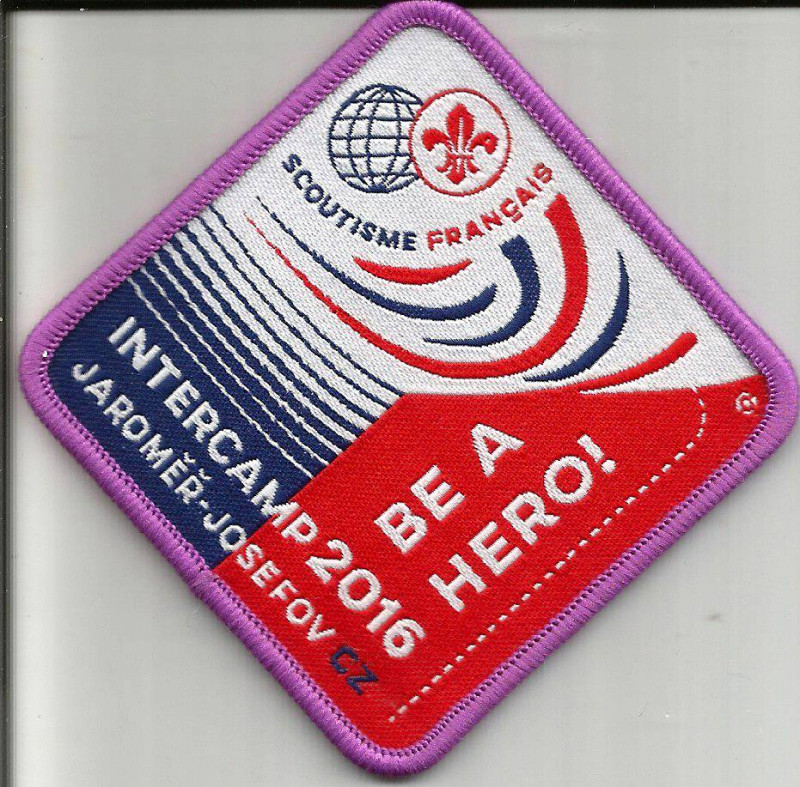 SCOUTISME FRANÇAIS
INTERCAMP 2016
JAROMĚŘ-JOSEFOV CZ
BE A
HERO!